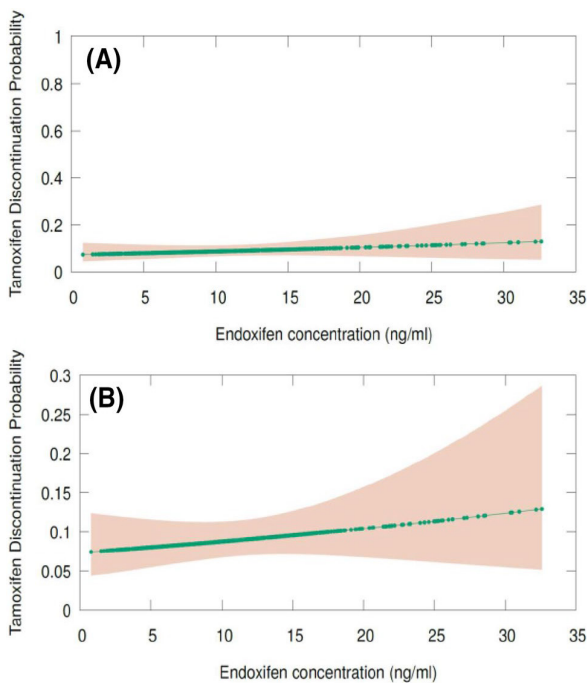 (A)
Tamoxifen Discontinuation Probability
1
0.8
0.6
0.4
0.2
0
0 5 10 15 20 25 30 35
Endoxifen concentration (ng/ml)
(B)
Tamoxifen Discontinuation Probability
0.3
0.25
0.2
0.15
0.1
0.05
0
0 5 10 15 20 25 30 35
Endoxifen concentration (ng/ml)